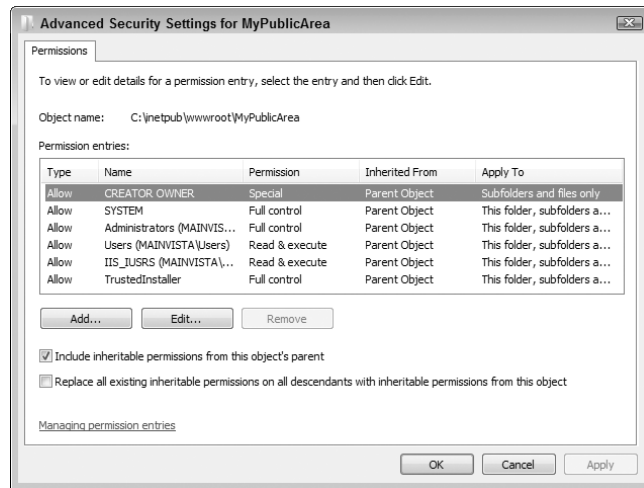 Advanced Security Settings for MyPublicArea
Permissions
To view or edit details for a permission entry, select the entry and then click Edit.
Object name: C:\inetpub\wwwroot\MyPublicArea
Permission entries:
Type Name Permission Inherited From Apply To
Allow CREATOR OWNER Special Parent Object Subfolders and files only
Allow SYSTEM Full control Parent Object This folder, subfolders a...
Allow Administrators (MAINVIS... Full control Parent Object This folder, subfolders a...
Allow Users (MAINVISTA\Users) Read & execute Parent Object This folder, subfolders a...
Allow IIS_IUSRS (MAINVISTA\... Read & execute Parent Object This folder, subfolders a...
Allow TrustedInstaller Full control Parent Object This folder, subfolders a...
Add... Edit... Remove
Include inheritable permissions from this object's parent
Replace all existing inheritable permissions on all descendants with inheritable permissions from this object
Managing permission entries
OK Cancel Apply